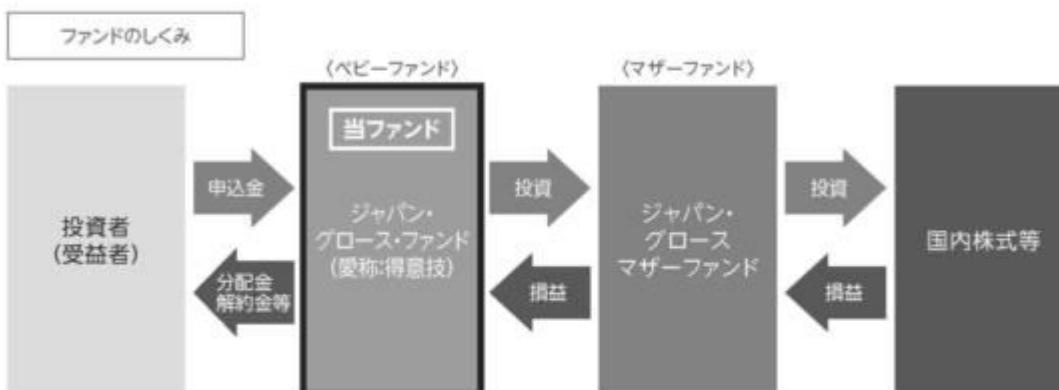 ファンドのしくみ
〈ベビーファンド〉
〈マザーファンド〉
投資者
(受益者)
申込金
分配金
解約金等
当ファンド
ジャパン・
グロース・ファンド
(愛称:得意技)
投資
損益
ジャパン・
グロース
マザーファンド
投資
損益
国内株式等